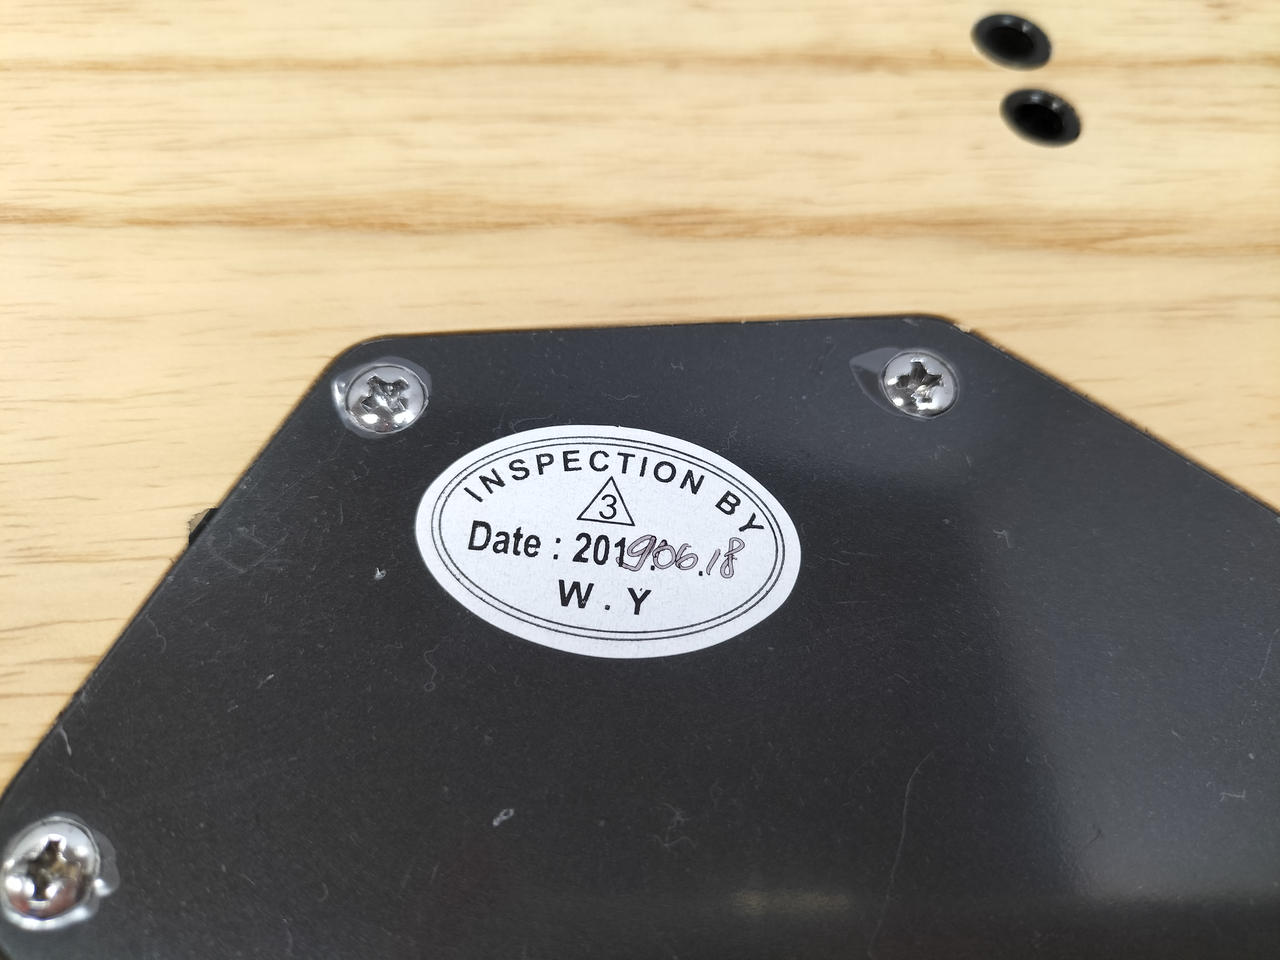 INSPECTION BY
3
Date : 2019.06.18
W . Y